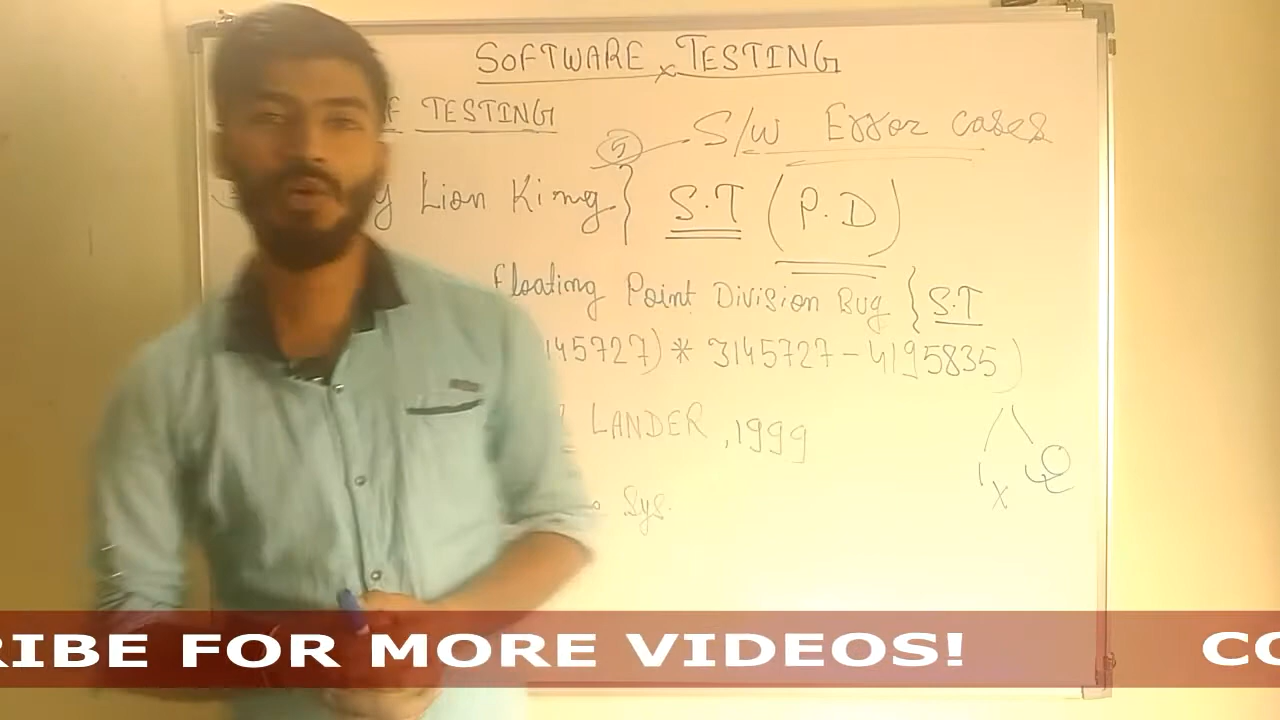 SOFTWARE TESTING
F TESTING
5 S/W Error cases
y Lion King } S.T (P.D)
Floating Point Division Bug { S.T
145727) * 3145727 - 4195835)
LANDER, 1999
Sys.
RIBE FOR MORE VIDEOS! CO